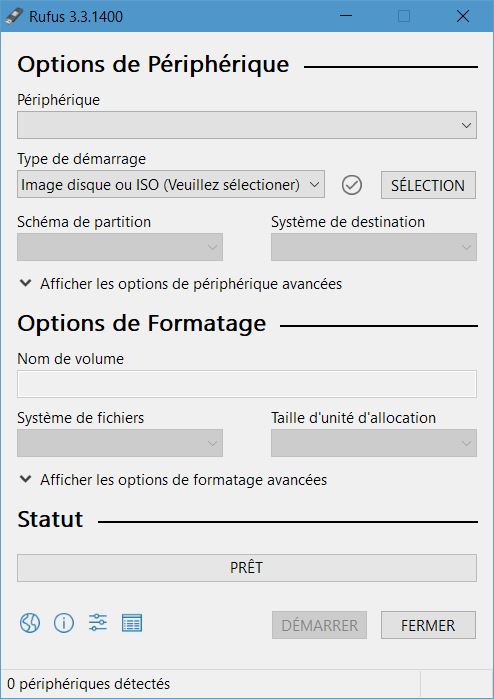 Rufus 3.3.1400
Options de Périphérique
Périphérique
Type de démarrage
Image disque ou ISO (Veuillez sélectioner)
SÉLECTION
Schéma de partition
Système de destination
Afficher les options de périphérique avancées
Options de Formatage
Nom de volume
Système de fichiers
Taille d'unité d'allocation
Afficher les options de formatage avancées
Statut
PRÊT
DÉMARRER
FERMER
0 périphériques détectés